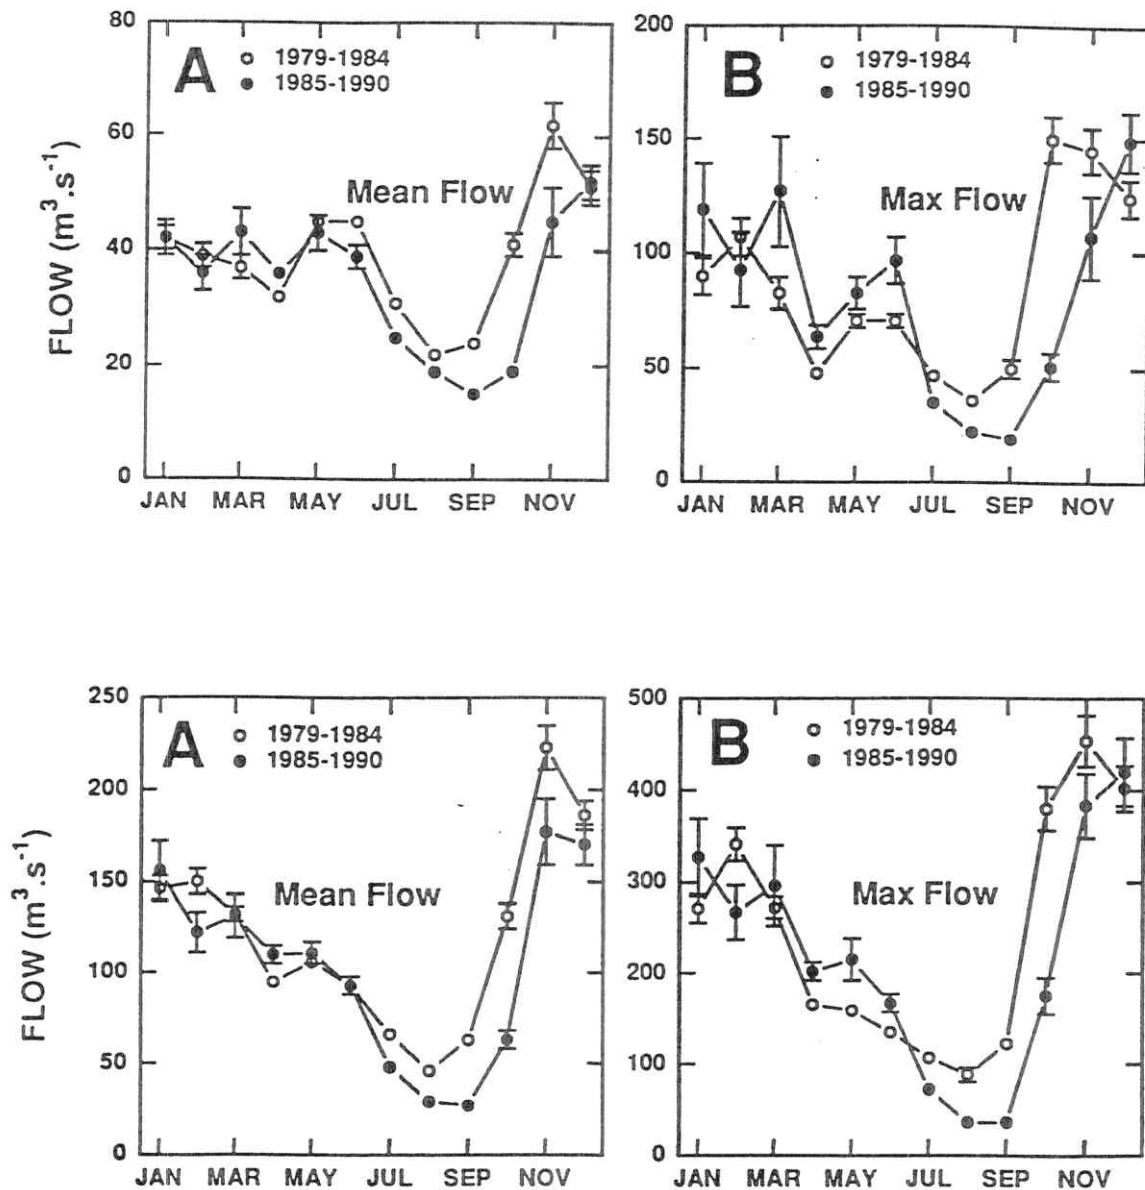 A
1979-1984
1985-1990
Mean Flow
FLOW (m³.s⁻¹)
80
60
40
20
0
JAN MAR MAY JUL SEP NOV
B
1979-1984
1985-1990
Max Flow
200
150
100
50
0
JAN MAR MAY JUL SEP NOV
A
1979-1984
1985-1990
Mean Flow
FLOW (m³.s⁻¹)
250
200
150
100
50
0
JAN MAR MAY JUL SEP NOV
B
1979-1984
1985-1990
Max Flow
500
400
300
200
100
0
JAN MAR MAY JUL SEP NOV